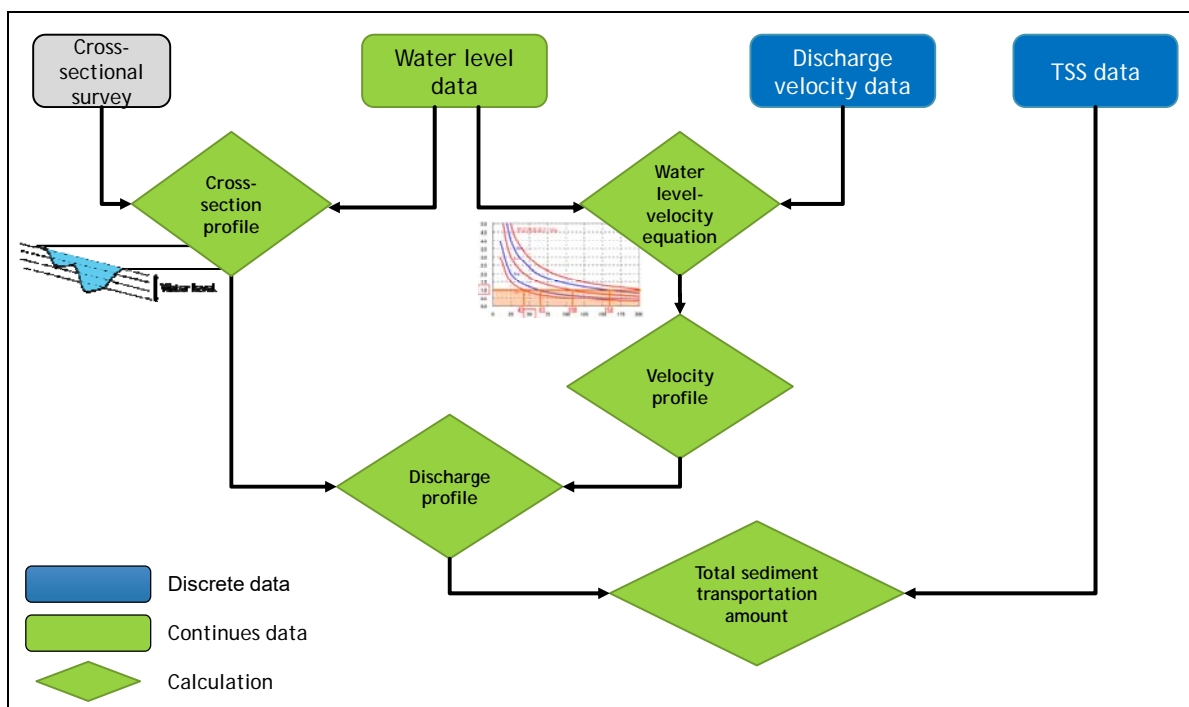 Cross-
sectional
survey
Water level
data
Discharge
velocity data
TSS data
Cross-
section
profile
Water
level-
velocity
equation
Water level
Velocity
profile
Discharge
profile
Total sediment
transportation
amount
Discrete data
Continues data
Calculation